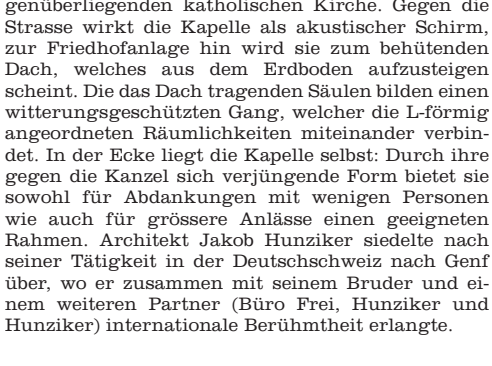 genüberliegenden katholischen Kirche. Gegen die
Strasse wirkt die Kapelle als akustischer Schirm,
zur Friedhofanlage hin wird sie zum behütenden
Dach, welches aus dem Erdboden aufzusteigen
scheint. Die das Dach tragenden Säulen bilden einen
witterungsgeschützten Gang, welcher die L-förmig
angeordneten Räumlichkeiten miteinander verbin-
det. In der Ecke liegt die Kapelle selbst: Durch ihre
gegen die Kanzel sich verjüngende Form bietet sie
sowohl für Abdankungen mit wenigen Personen
wie auch für grössere Anlässe einen geeigneten
Rahmen. Architekt Jakob Hunziker siedelte nach
seiner Tätigkeit in der Deutschschweiz nach Genf
über, wo er zusammen mit seinem Bruder und ei-
nem weiteren Partner (Büro Frei, Hunziker und
Hunziker) internationale Berühmtheit erlangte.